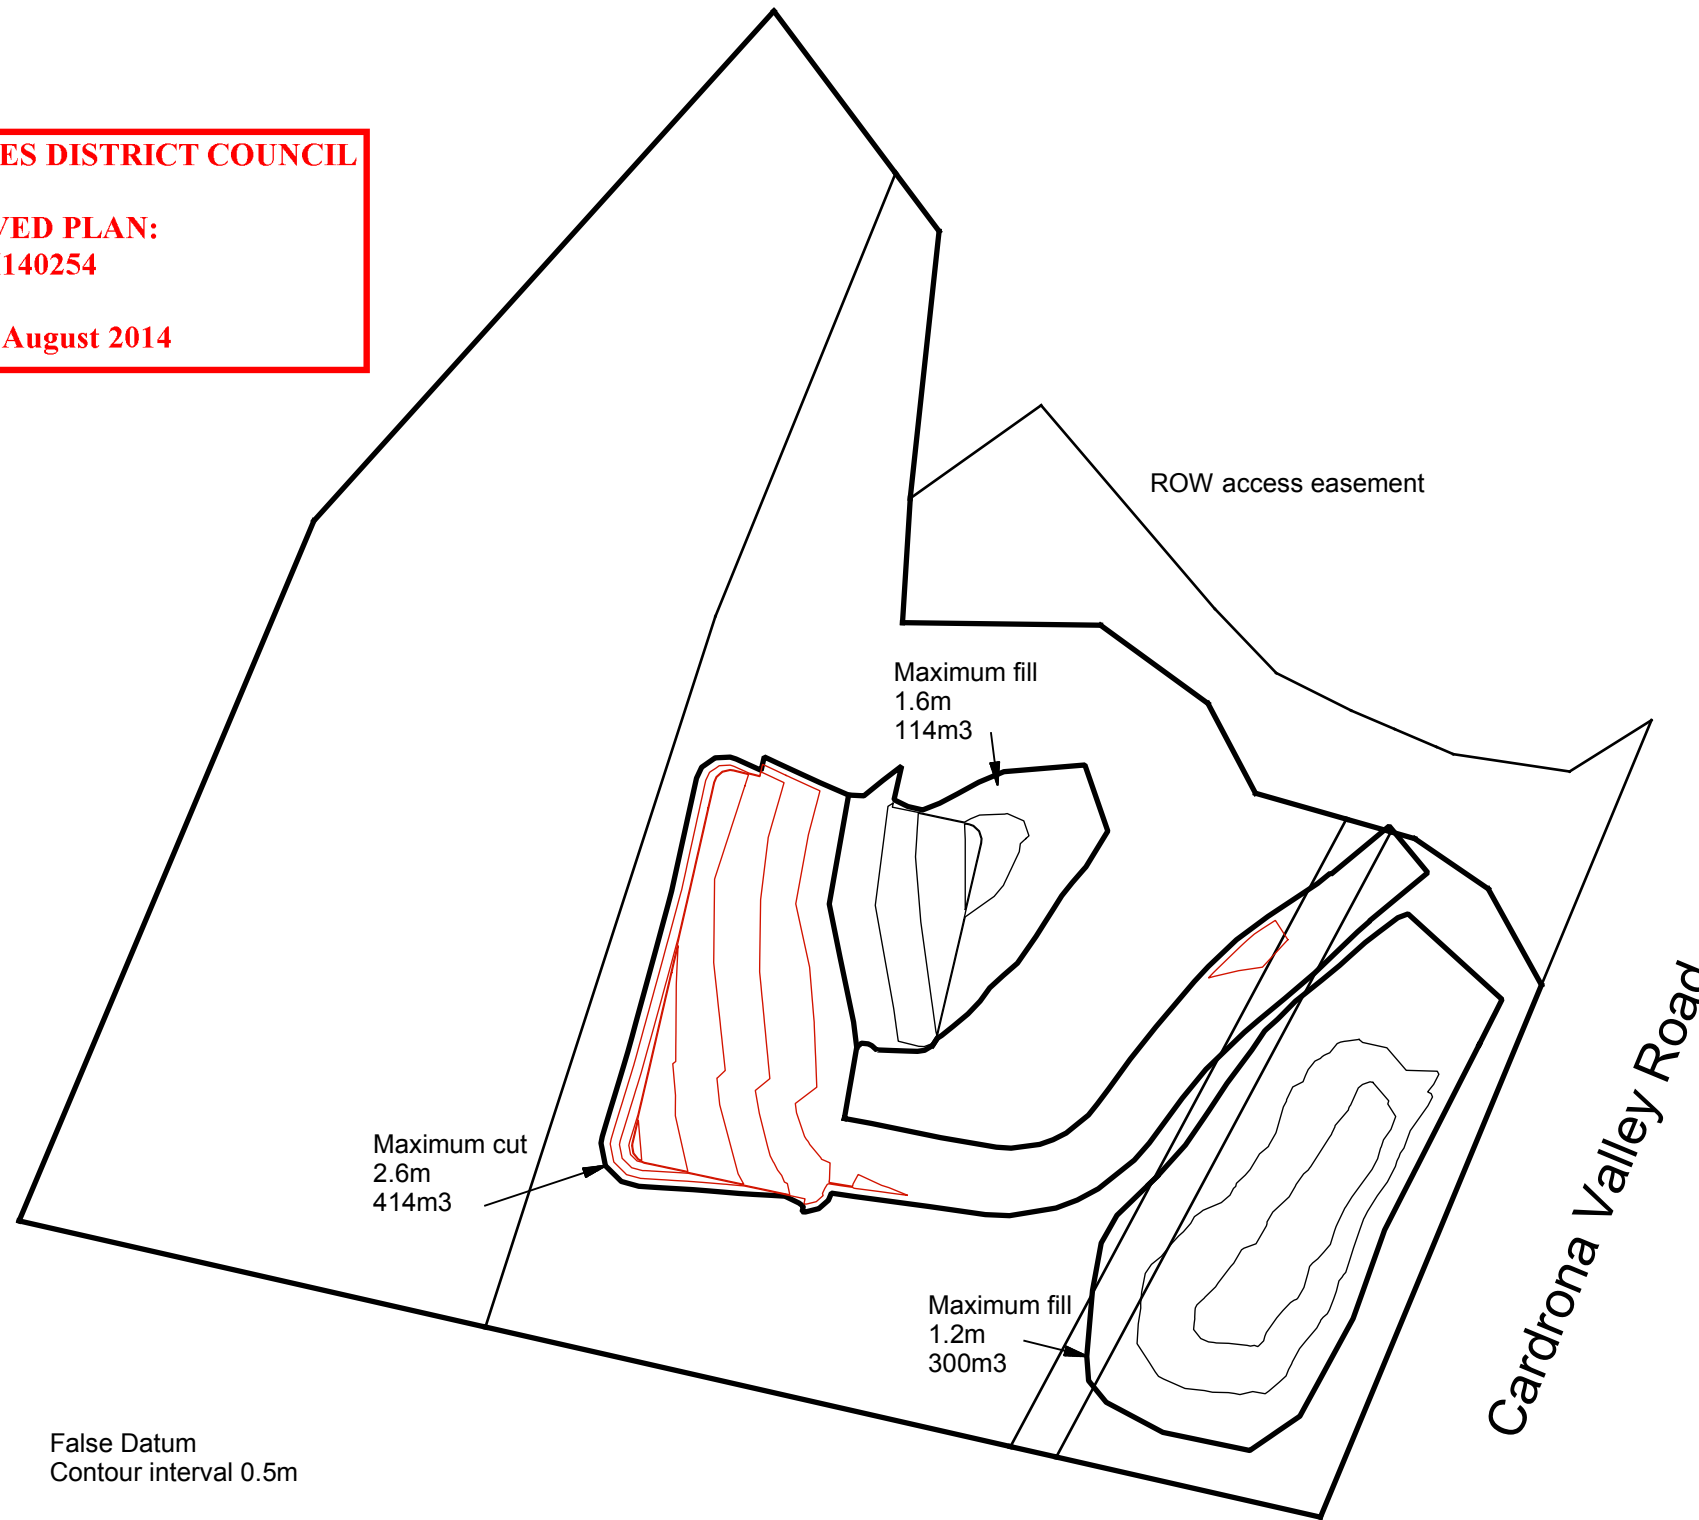 ES DISTRICT COUNCIL
VED PLAN:
140254
August 2014
ROW access easement
Maximum fill
1.6m
114m3
Maximum cut
2.6m
414m3
Maximum fill
1.2m
300m3
Cardrona Valley Road
False Datum
Contour interval 0.5m